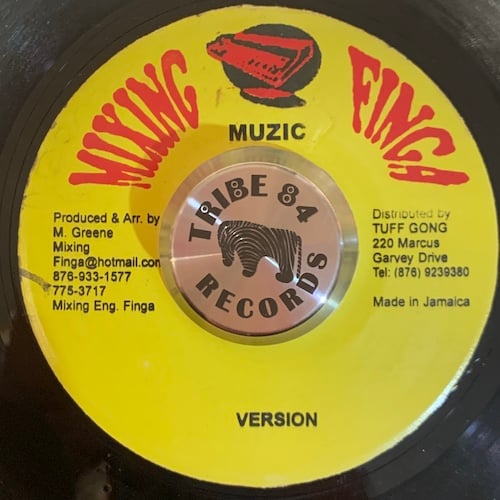 MIXING FINGA
MUZIC
TRIBE 84
RECORDS
Produced & Arr. by
M. Greene
Mixing
Finga@hotmail.com
876-933-1577
775-3717
Mixing Eng. Finga
Distributed by
TUFF GONG
220 Marcus
Garvey Drive
Tel: (876) 9239380
Made in Jamaica
VERSION